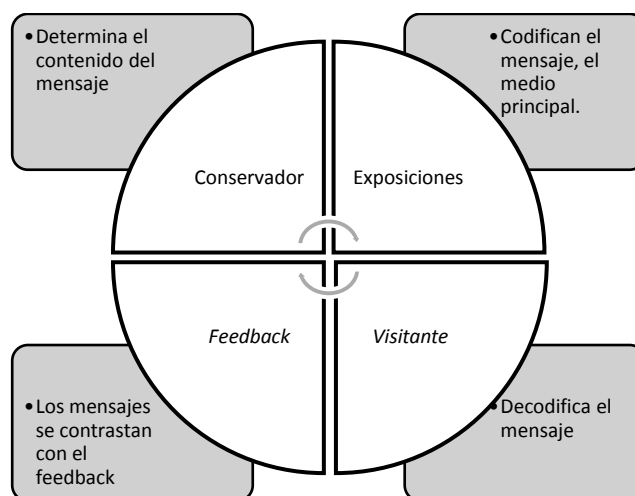 •Determina el
contenido del
mensaje
•Codifican el
mensaje, el
medio
principal.
Conservador
Exposiciones
Feedback
Visitante
•Los mensajes
se contrastan
con el
feedback
•Decodifica el
mensaje